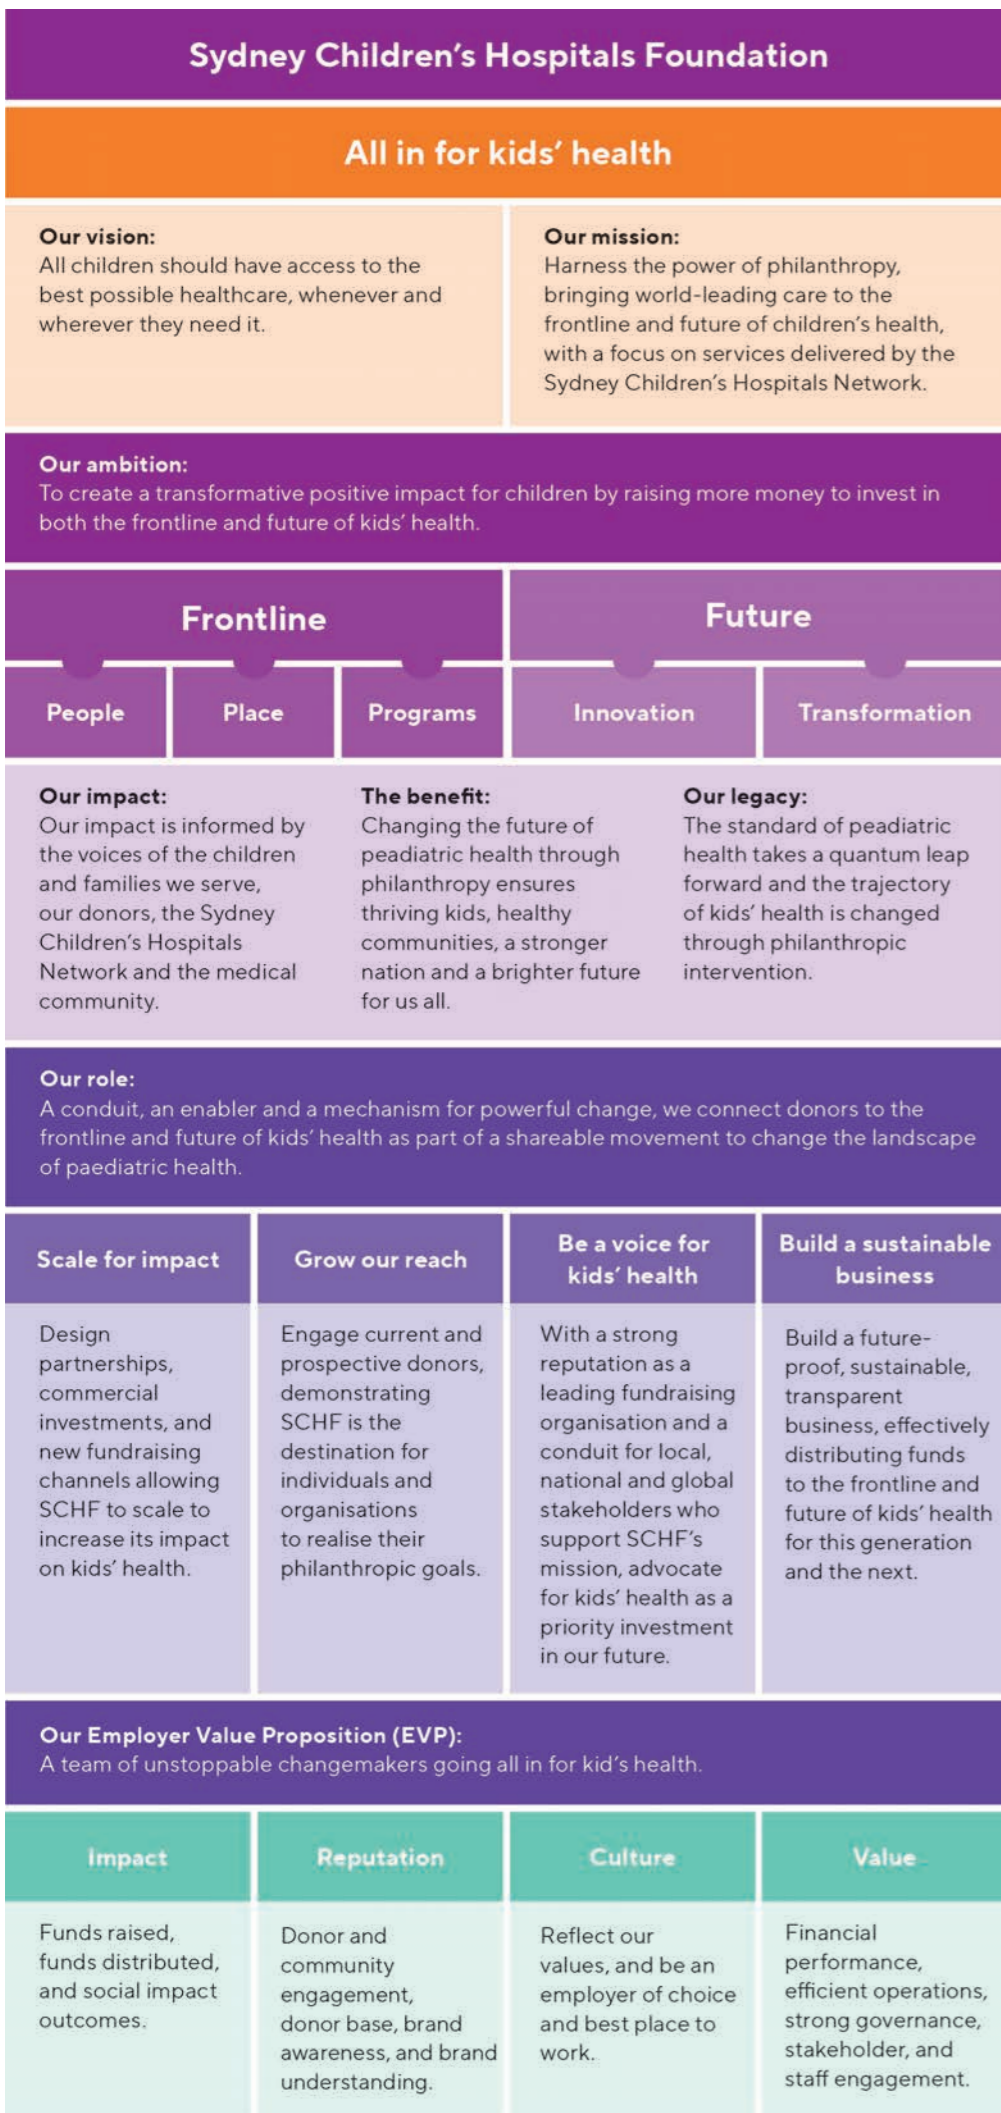 Sydney Children's Hospitals Foundation
All in for kids' health
Our vision:
All children should have access to the
best possible healthcare, whenever and
wherever they need it.
Our mission:
Harness the power of philanthropy,
bringing world-leading care to the
frontline and future of children's health,
with a focus on services delivered by the
Sydney Children's Hospitals Network.
Our ambition:
To create a transformative positive impact for children by raising more money to invest in
both the frontline and future of kids' health.
Frontline
Future
People
Place
Programs
Innovation
Transformation
Our impact:
Our impact is informed by
the voices of the children
and families we serve,
our donors, the Sydney
Children's Hospitals
Network and the medical
community.
The benefit:
Changing the future of
peadiatric health through
philanthropy ensures
thriving kids, healthy
communities, a stronger
nation and a brighter future
for us all.
Our legacy:
The standard of peadiatric
health takes a quantum leap
forward and the trajectory
of kids' health is changed
through philanthropic
intervention.
Our role:
A conduit, an enabler and a mechanism for powerful change, we connect donors to the
frontline and future of kids' health as part of a shareable movement to change the landscape
of paediatric health.
Scale for impact
Design
partnerships,
commercial
investments, and
new fundraising
channels allowing
SCHF to scale to
increase its impact
on kids' health.
Grow our reach
Engage current and
prospective donors,
demonstrating
SCHF is the
destination for
individuals and
organisations
to realise their
philanthropic goals.
Be a voice for
kids' health
With a strong
reputation as a
leading fundraising
organisation and a
conduit for local,
national and global
stakeholders who
support SCHF's
mission, advocate
for kids' health as a
priority investment
in our future.
Build a sustainable
business
Build a future-
proof, sustainable,
transparent
business, effectively
distributing funds
to the frontline and
future of kids' health
for this generation
and the next.
Our Employer Value Proposition (EVP):
A team of unstoppable changemakers going all in for kid's health.
Impact
Funds raised,
funds distributed,
and social impact
outcomes.
Reputation
Donor and
community
engagement,
donor base, brand
awareness, and brand
understanding.
Culture
Reflect our
values, and be an
employer of choice
and best place to
work.
Value
Financial
performance,
efficient operations,
strong governance,
stakeholder, and
staff engagement.